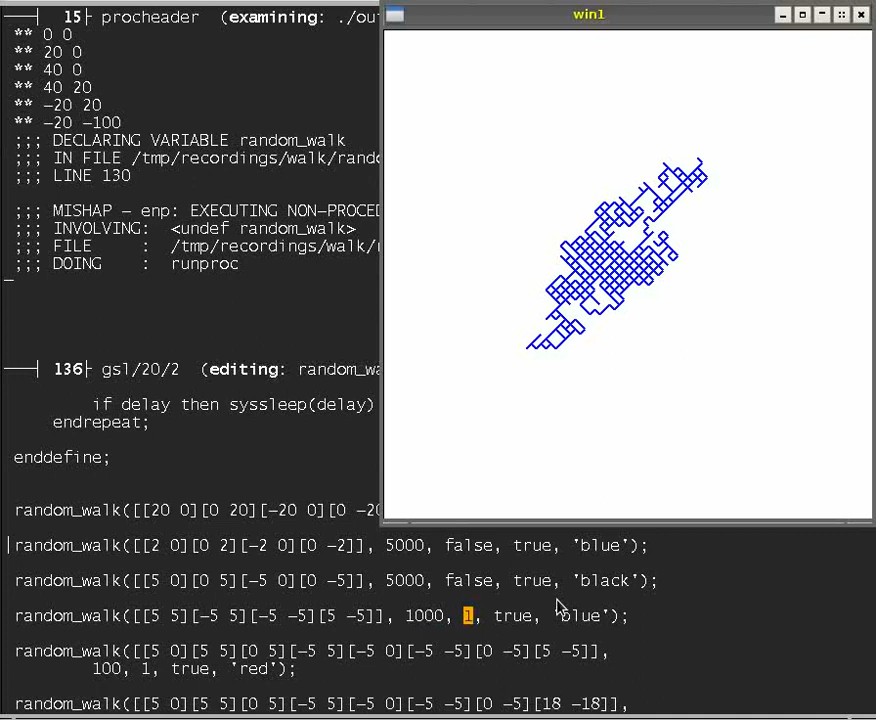 15 procheader (examining: ./ou
** 0 0
** 20 0
** 40 0
** 40 20
** -20 20
** -20 -100
;;; DECLARING VARIABLE random_walk
;;; IN FILE /tmp/recordings/walk/rand
;;; LINE 130
;;; MISHAP - enp: EXECUTING NON-PROCED
;;; INVOLVING: <undef random_walk>
;;; FILE : /tmp/recordings/walk/r
;;; DOING : runproc
win1
136 gsl/20/2 (editing: random_wa
if delay then syssleep(delay)
endrepeat;
enddefine;
random_walk([[20 0][0 20][-20 0][0 -20
random_walk([[2 0][0 2][-2 0][0 -2]], 5000, false, true, 'blue');
random_walk([[5 0][0 5][-5 0][0 -5]], 5000, false, true, 'black');
random_walk([[5 5][-5 5][-5 -5][5 -5]], 1000, 1, true, 'blue');
random_walk([[5 0][5 5][0 5][-5 5][-5 0][-5 -5][0 -5][5 -5]],
100, 1, true, 'red');
random_walk([[5 0][5 5][0 5][-5 5][-5 0][-5 -5][0 -5][18 -18]],